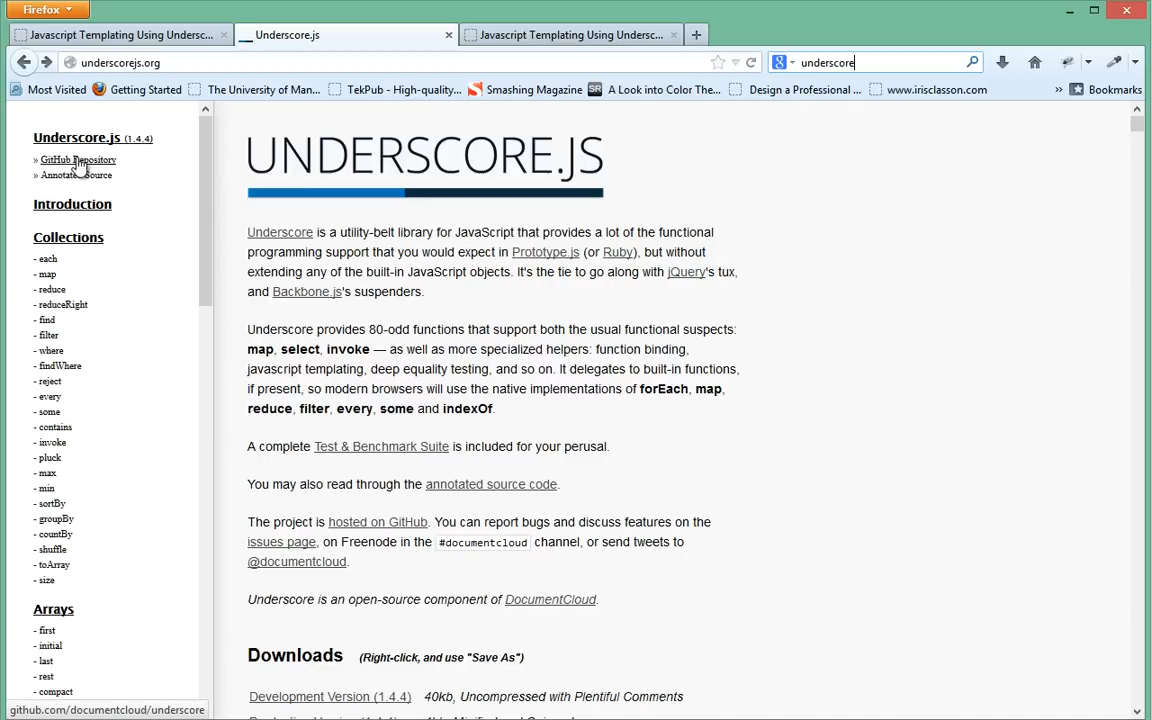 Firefox
Javascript Templating Using Undersc...
Underscore.js
Javascript Templating Using Undersc...
underscorejs.org
underscore
Most Visited
Getting Started
The University of Man...
TekPub - High-quality...
Smashing Magazine
SR
A Look into Color The...
Design a Professional ...
www.irisclasson.com
»
Bookmarks
Underscore.js (1.4.4)
» GitHub Repository
» Annotated Source
Introduction
Collections
- each
- map
- reduce
- reduceRight
- find
- filter
- where
- findWhere
- reject
- every
- some
- contains
- invoke
- pluck
- max
- min
- sortBy
- groupBy
- countBy
- shuffle
- toArray
- size
Arrays
- first
- initial
- last
- rest
- compact
github.com/documentcloud/underscore
UNDERSCORE.JS
Underscore is a utility-belt library for JavaScript that provides a lot of the functional
programming support that you would expect in Prototype.js (or Ruby), but without
extending any of the built-in JavaScript objects. It's the tie to go along with jQuery's tux,
and Backbone.js's suspenders.
Underscore provides 80-odd functions that support both the usual functional suspects:
map, select, invoke — as well as more specialized helpers: function binding,
javascript templating, deep equality testing, and so on. It delegates to built-in functions,
if present, so modern browsers will use the native implementations of forEach, map,
reduce, filter, every, some and indexOf.
A complete Test & Benchmark Suite is included for your perusal.
You may also read through the annotated source code.
The project is hosted on GitHub. You can report bugs and discuss features on the
issues page, on Freenode in the #documentcloud channel, or send tweets to
@documentcloud.
Underscore is an open-source component of DocumentCloud.
Downloads (Right-click, and use "Save As")
Development Version (1.4.4) 40kb, Uncompressed with Plentiful Comments